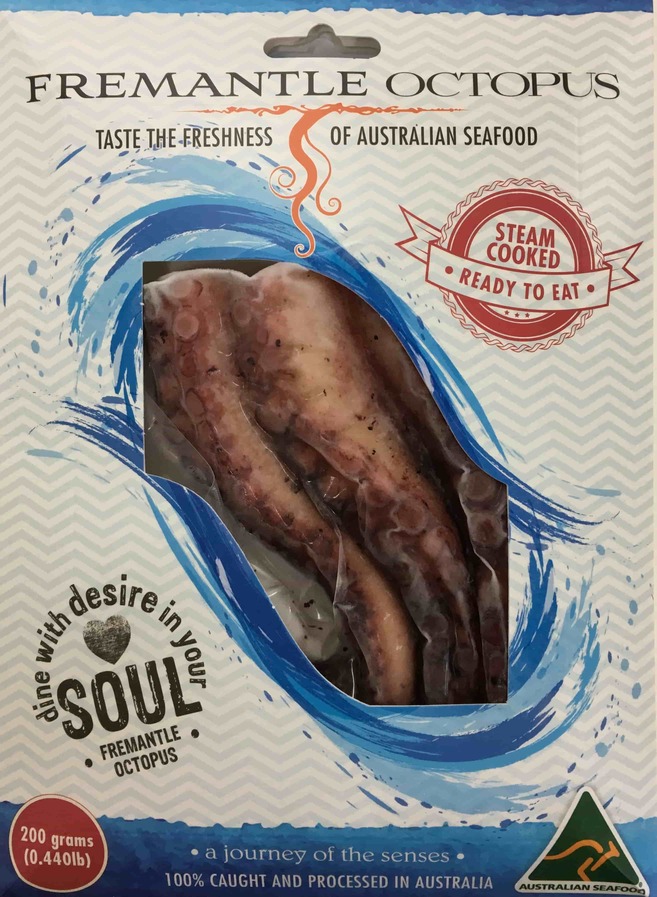 FREMANTLE OCTOPUS
TASTE THE FRESHNESS OF AUSTRALIAN SEAFOOD
STEAM
COOKED
• READY TO EAT •
dine with desire in your
SOUL
• FREMANTLE •
OCTOPUS
200 grams
(0.440lb)
• a journey of the senses •
100% CAUGHT AND PROCESSED IN AUSTRALIA
AUSTRALIAN SEAFOOD